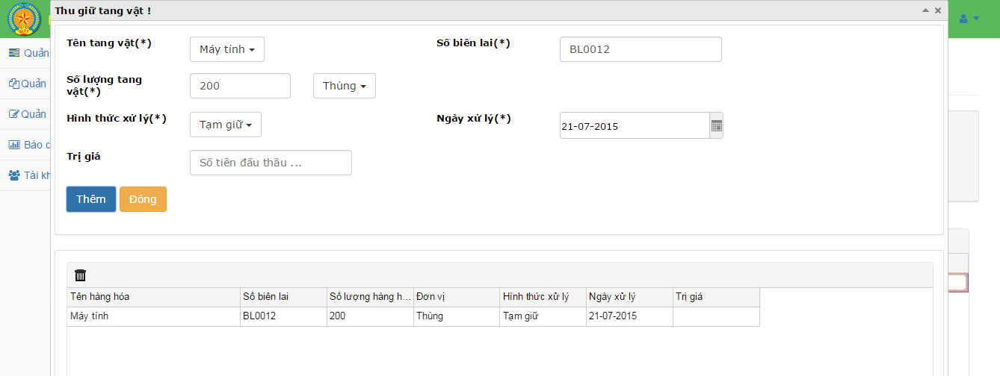 Thu giữ tang vật !
Tên tang vật(*)
Máy tính
Số biên lai(*)
BL0012
Số lượng tang
vật(*)
200
Thùng
Hình thức xử lý(*)
Tạm giữ
Ngày xử lý(*)
21-07-2015
Trị giá
Số tiền đấu thầu ...
Thêm
Đóng
Quản
Quản
Quản
Báo c
Tài kh
Tên hàng hóa
Số biên lai
Số lượng hàng h...
Đơn vị
Hình thức xử lý
Ngày xử lý
Trị giá
Máy tính
BL0012
200
Thùng
Tạm giữ
21-07-2015